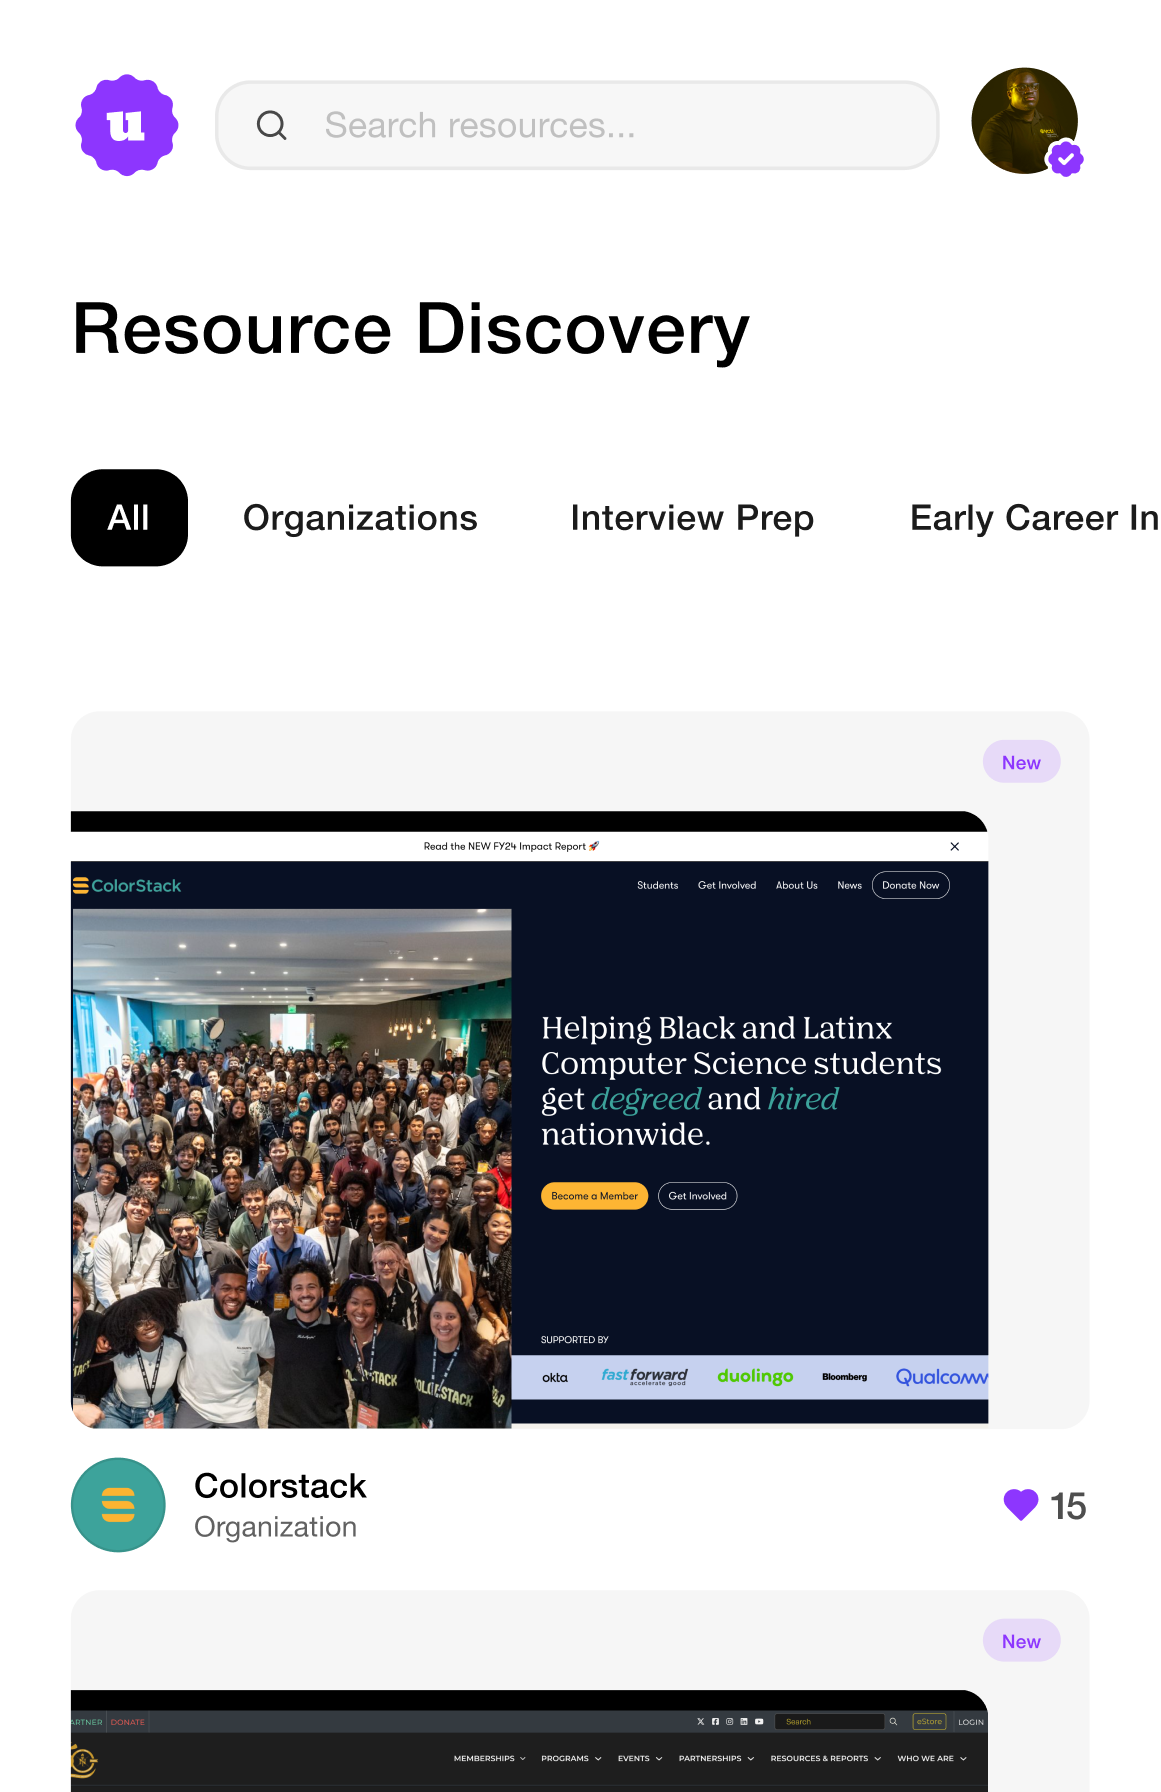 u
Search resources...
Resource Discovery
All
Organizations
Interview Prep
Early Career In
New
Read the NEW FY24 Impact Report 🚀
ColorStack
Students
Get Involved
About Us
News
Donate Now
Helping Black and Latinx
Computer Science students
get degreed and hired
nationwide.
Become a Member
Get Involved
SUPPORTED BY
okta
fastforward
accelerate good
duolingo
Bloomberg
Qualcomm
Colorstack
Organization
15
New
ARTNER
DONATE
Search
eStore
LOGIN
MEMBERSHIPS
PROGRAMS
EVENTS
PARTNERSHIPS
RESOURCES & REPORTS
WHO WE ARE